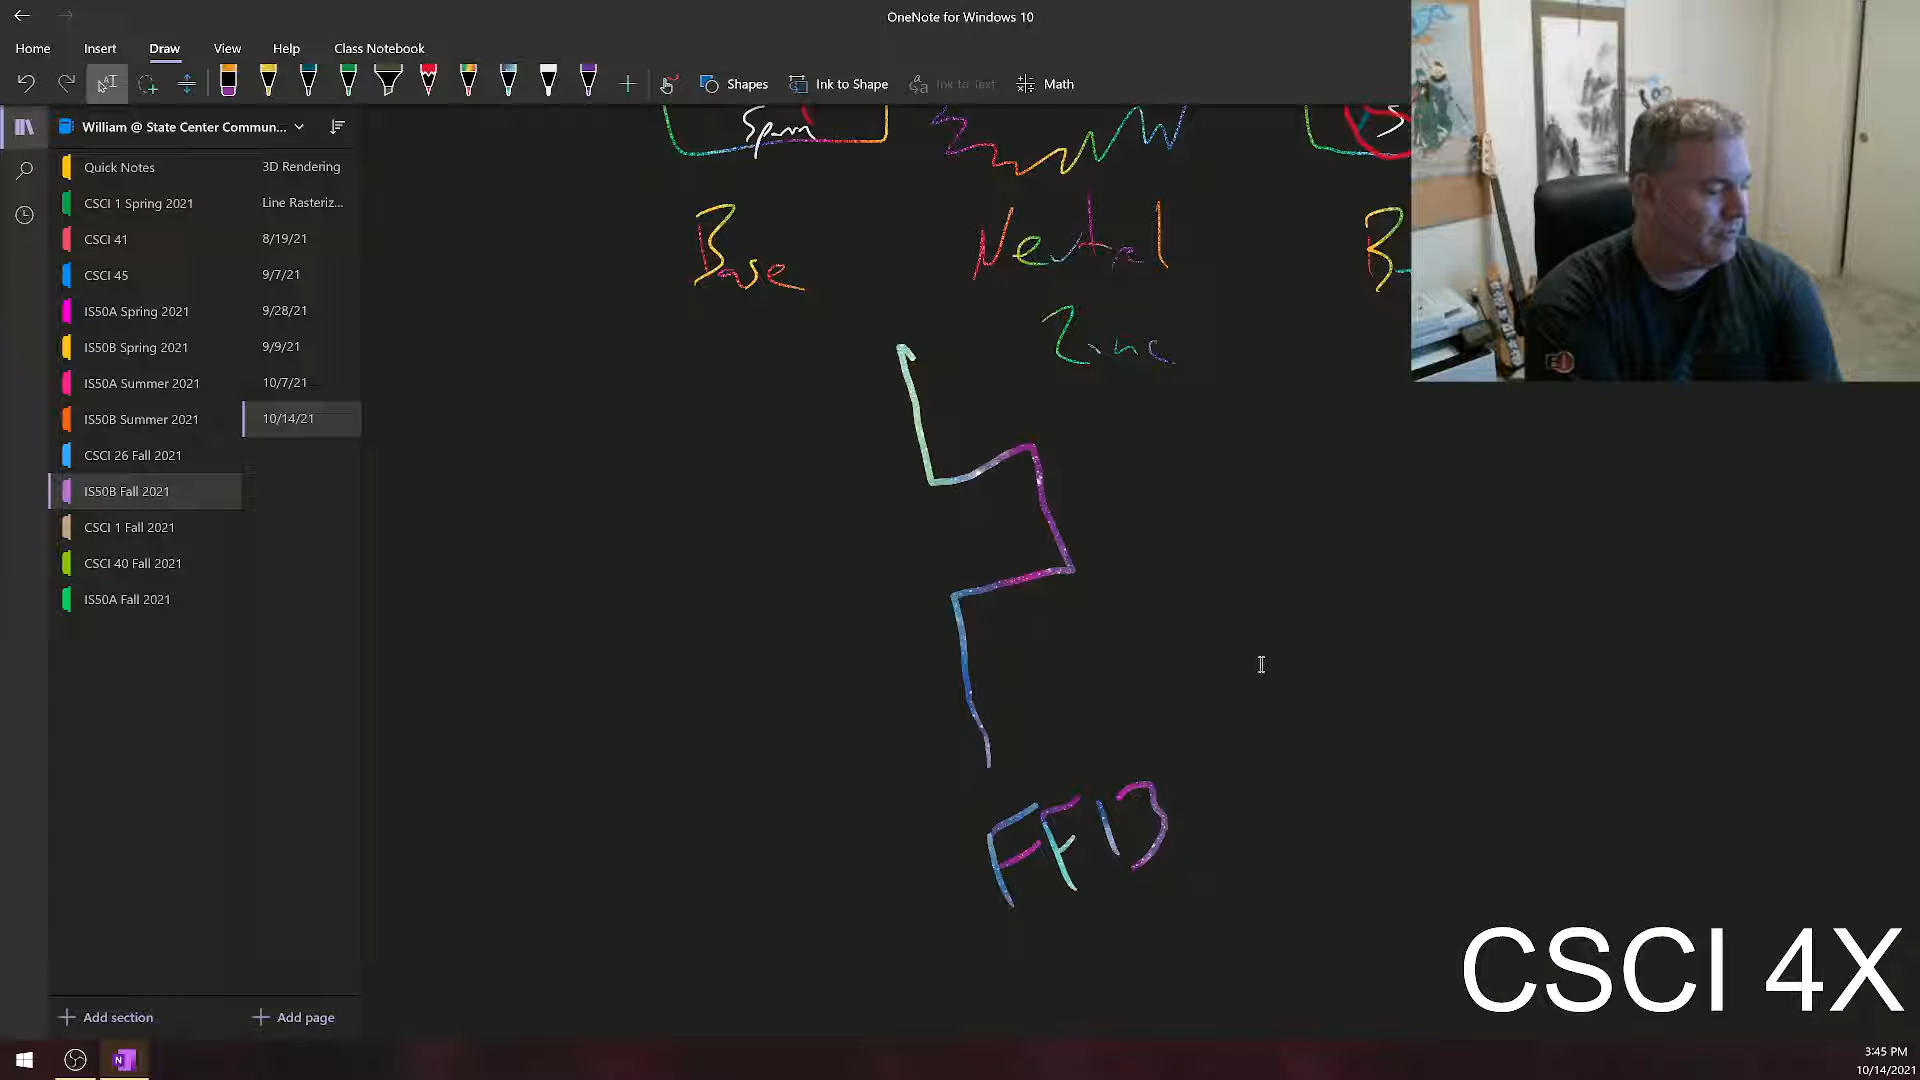 OneNote for Windows 10
Home Insert Draw View Help Class Notebook
Shapes Ink to Shape Ink to Text Math
William @ State Center Commun...
Quick Notes
CSCI 1 Spring 2021
CSCI 41
CSCI 45
IS50A Spring 2021
IS50B Spring 2021
IS50A Summer 2021
IS50B Summer 2021
CSCI 26 Fall 2021
IS50B Fall 2021
CSCI 1 Fall 2021
CSCI 40 Fall 2021
IS50A Fall 2021
Add section
3D Rendering
Line Rasteriz...
8/19/21
9/7/21
9/28/21
9/9/21
10/7/21
10/14/21
Add page
Spawn
Base Neutral
Zone
FF13
CSCI 4X
3:45 PM
10/14/2021